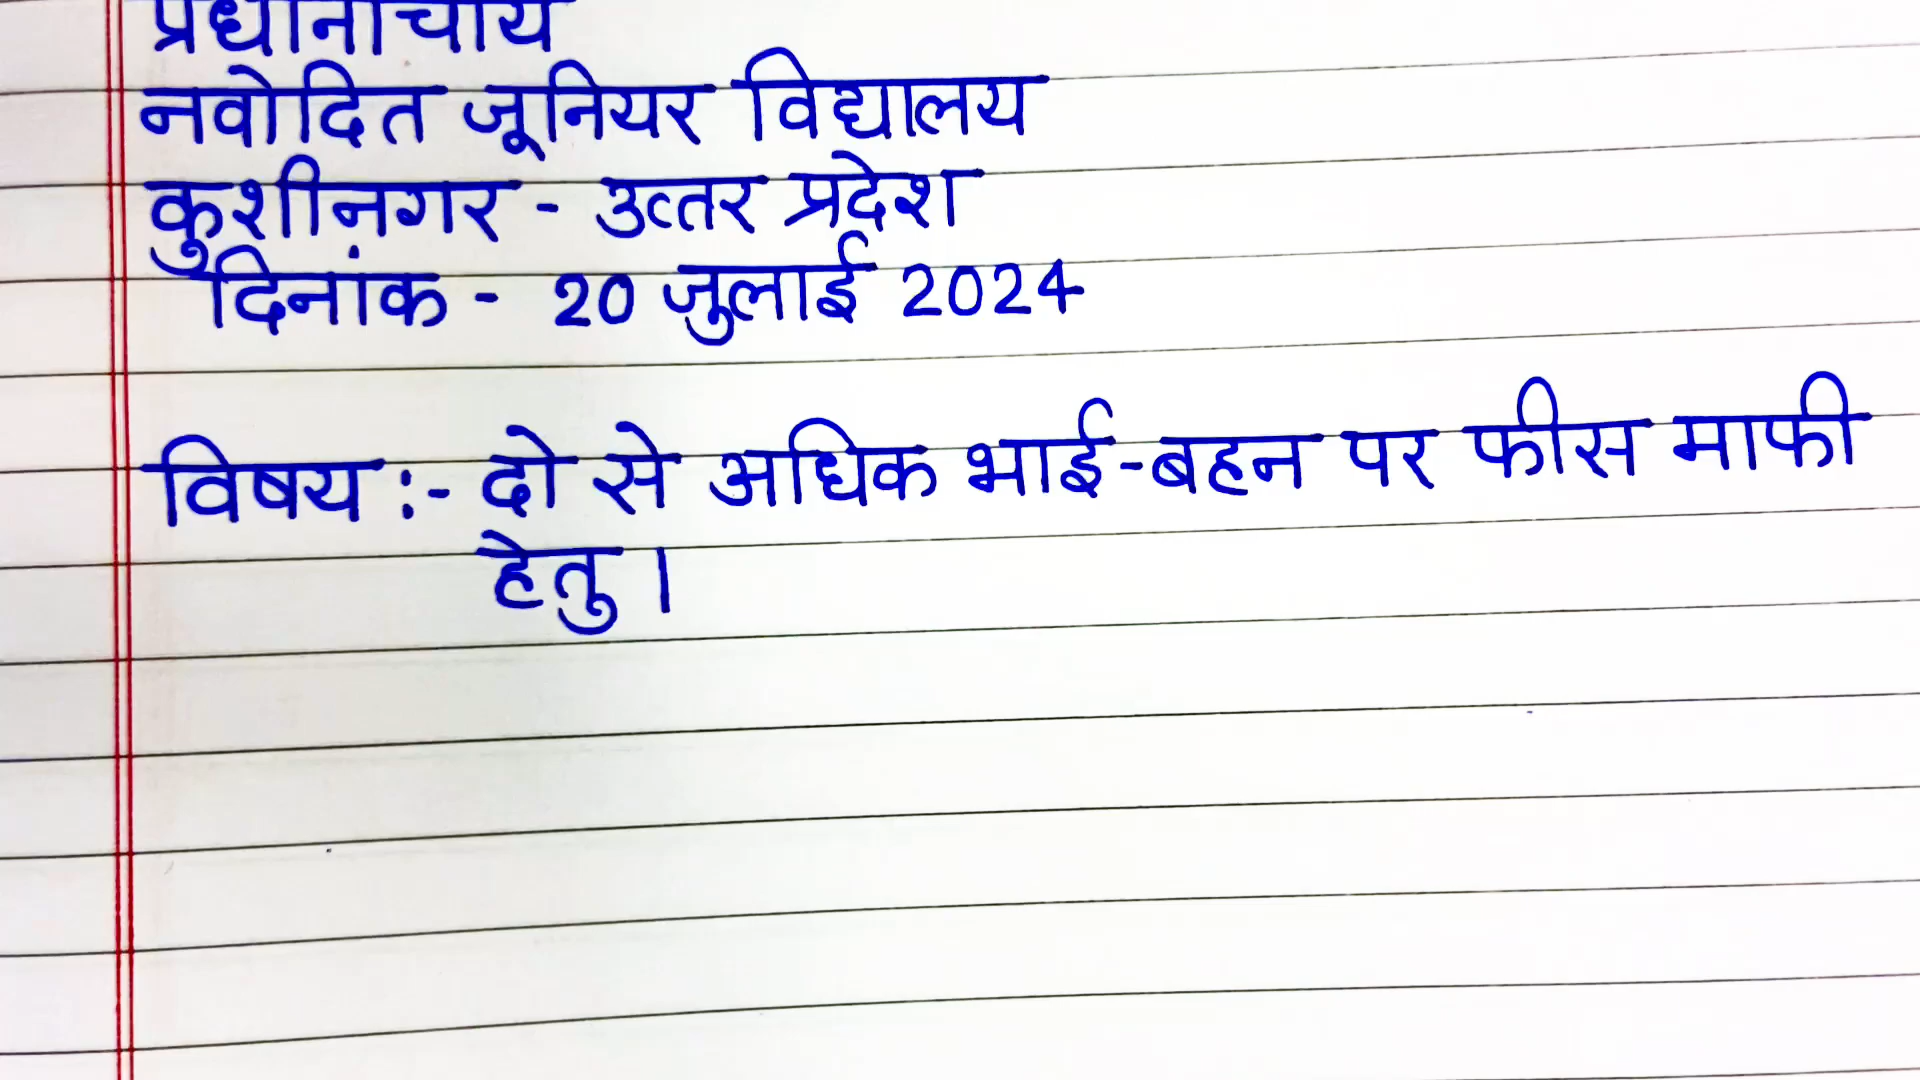 प्रधानाचार्य
नवोदित जूनियर विद्यालय
कुशीनगर - उत्तर प्रदेश
दिनांक - 20 जुलाई 2024
विषय :- दो से अधिक भाई-बहन पर फीस माफी
हेतु।